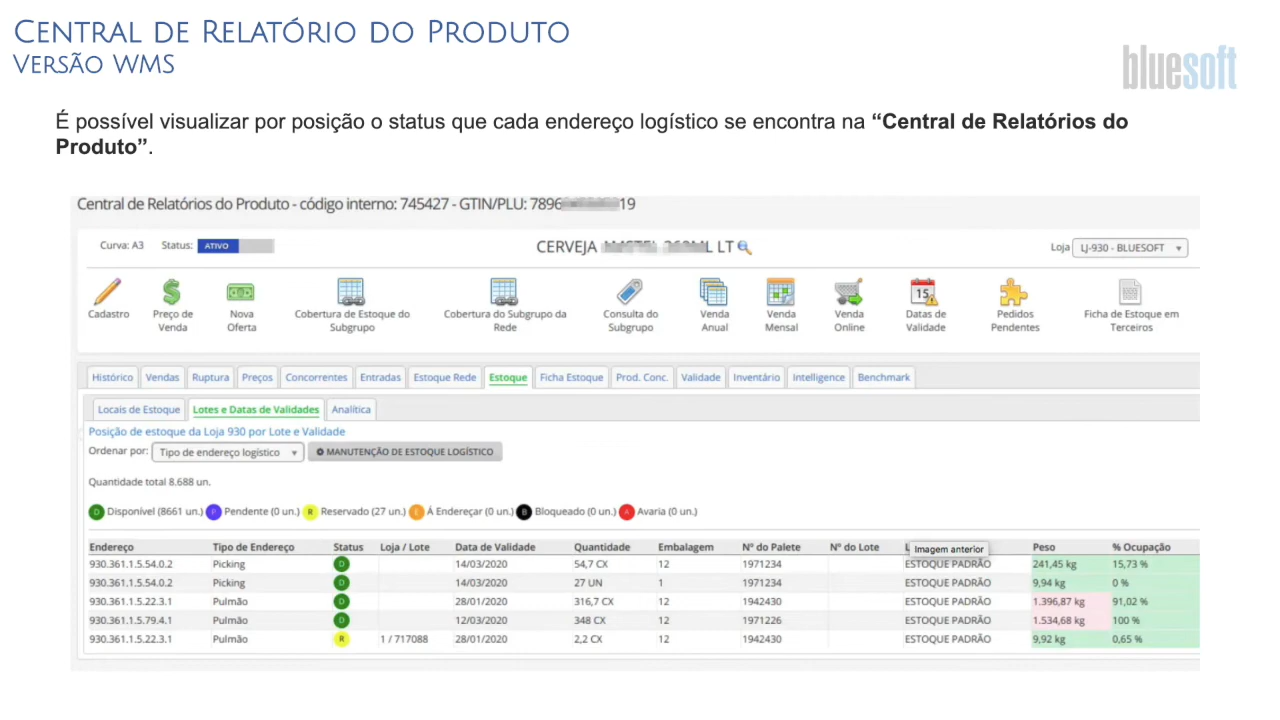 Central de Relatório do Produto
Versão WMS
bluesoft
É possível visualizar por posição o status que cada endereço logístico se encontra na “Central de Relatórios do
Produto”.
Central de Relatórios do Produto - código interno: 745427 - GTIN/PLU: 7896 19
Curva: A3 Status: ATIVO
CERVEJA L LT
Loja LJ-930 - BLUESOFT
Cadastro
Preço de Venda
Nova Oferta
Cobertura de Estoque do Subgrupo
Cobertura do Subgrupo da Rede
Consulta do Subgrupo
Venda Anual
Venda Mensal
Venda Online
15
Datas de Validade
Pedidos Pendentes
Ficha de Estoque em Terceiros
Histórico Vendas Ruptura Preços Concorrentes Entradas Estoque Rede Estoque Ficha Estoque Prod. Conc. Validade Inventário Intelligence Benchmark
Locais de Estoque Lotes e Datas de Validades Analítica
Posição de estoque da Loja 930 por Lote e Validade
Ordenar por: Tipo de endereço logístico MANUTENÇÃO DE ESTOQUE LOGÍSTICO
Quantidade total 8.688 un.
D Disponível (8661 un.) P Pendente (0 un.) R Reservado (27 un.) E Á Endereçar (0 un.) B Bloqueado (0 un.) A Avaria (0 un.)
Endereço Tipo de Endereço Status Loja / Lote Data de Validade Quantidade Embalagem Nº do Palete Nº do Lote Imagem anterior Peso % Ocupação
930.361.1.5.54.0.2 Picking D 14/03/2020 54,7 CX 12 1971234 ESTOQUE PADRÃO 241,45 kg 15,73 %
930.361.1.5.54.0.2 Picking D 14/03/2020 27 UN 1 1971234 ESTOQUE PADRÃO 9,94 kg 0 %
930.361.1.5.22.3.1 Pulmão D 28/01/2020 316,7 CX 12 1942430 ESTOQUE PADRÃO 1.396,87 kg 91,02 %
930.361.1.5.79.4.1 Pulmão D 12/03/2020 348 CX 12 1971226 ESTOQUE PADRÃO 1.534,68 kg 100 %
930.361.1.5.22.3.1 Pulmão R 1 / 717088 28/01/2020 2,2 CX 12 1942430 ESTOQUE PADRÃO 9,92 kg 0,65 %